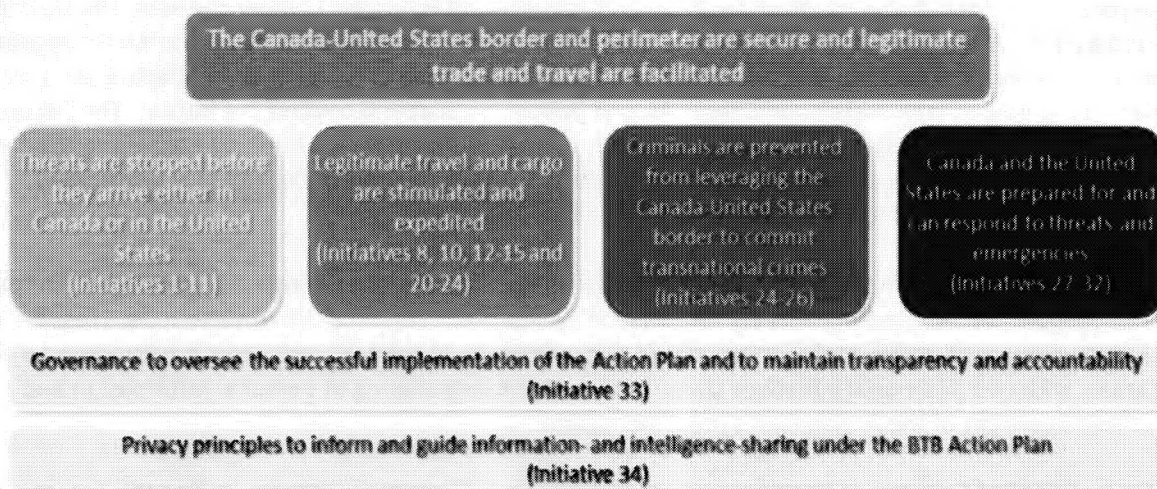 The Canada-United States border and perimeter are secure and legitimate
trade and travel are facilitated
Threats are stopped before
they arrive either in
Canada or in the United
States
(Initiatives 1-11)
Legitimate travel and cargo
are stimulated and
expedited
(Initiatives 8, 10, 12-15 and
20-24)
Criminals are prevented
from leveraging the
Canada-United States
border to commit
transnational crimes
(Initiatives 24-26)
Canada and the United
States are prepared for and
can respond to threats and
emergencies
(Initiatives 27-32)
Governance to oversee the successful implementation of the Action Plan and to maintain transparency and accountability
(Initiative 33)
Privacy principles to inform and guide information- and intelligence-sharing under the BTB Action Plan
(Initiative 34)